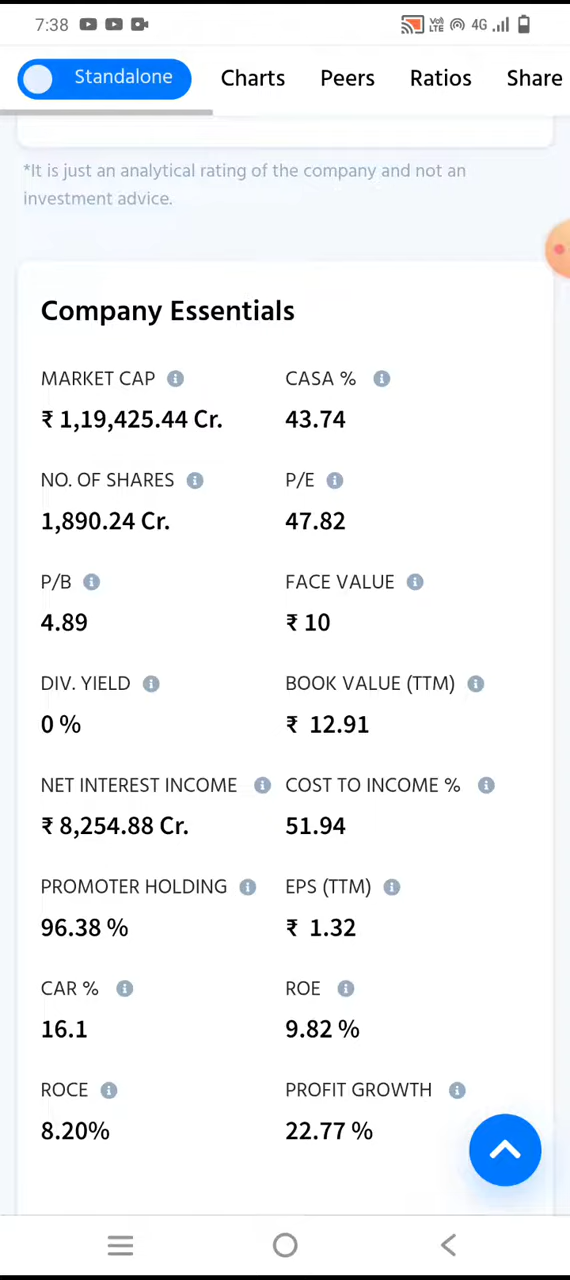 7:38 4G
Standalone Charts Peers Ratios Share
*It is just an analytical rating of the company and not an
investment advice.
Company Essentials
MARKET CAP CASA %
₹ 1,19,425.44 Cr. 43.74
NO. OF SHARES P/E
1,890.24 Cr. 47.82
P/B FACE VALUE
4.89 ₹ 10
DIV. YIELD BOOK VALUE (TTM)
0 % ₹ 12.91
NET INTEREST INCOME COST TO INCOME %
₹ 8,254.88 Cr. 51.94
PROMOTER HOLDING EPS (TTM)
96.38 % ₹ 1.32
CAR % ROE
16.1 9.82 %
ROCE PROFIT GROWTH
8.20% 22.77 %